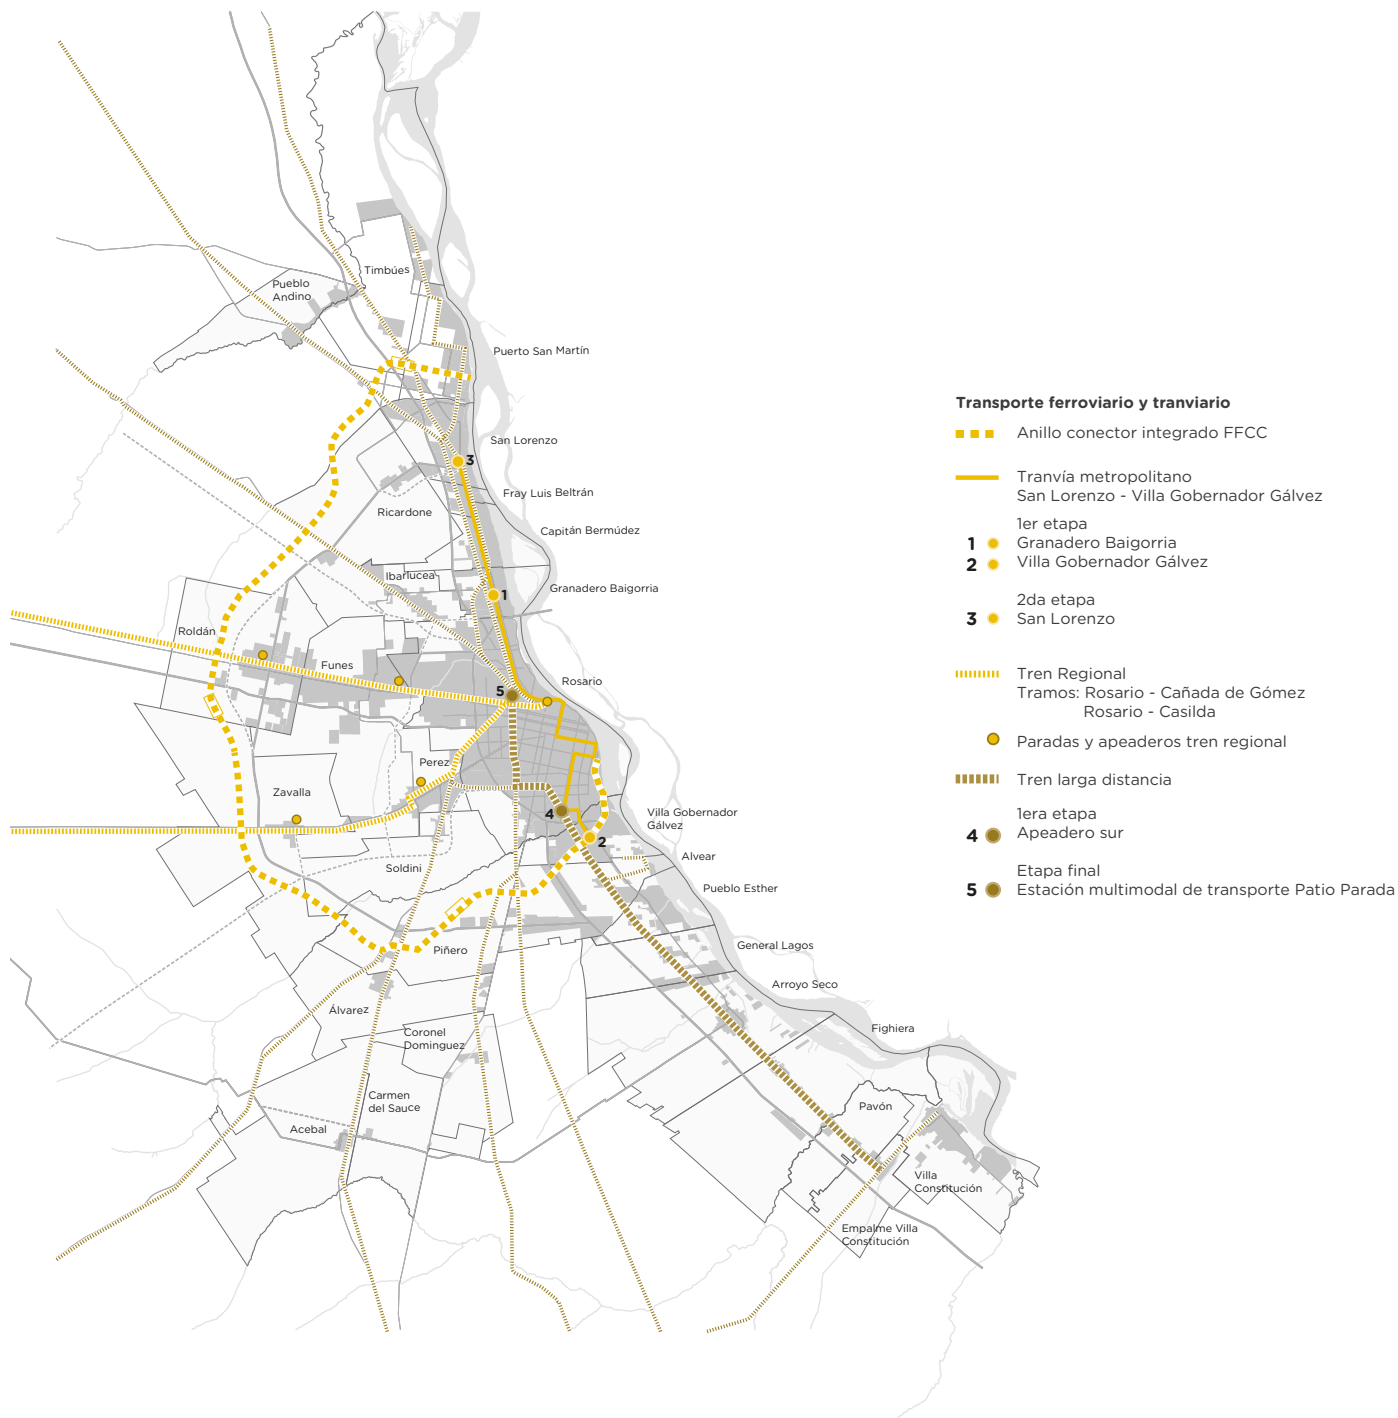 Timbúes
Pueblo
Andino
Puerto San Martín
San Lorenzo
3
Fray Luis Beltrán
Ricardone
Capitán Bermúdez
Ibarlucea
Granadero Baigorria
1
Roldán
Funes
Rosario
5
Perez
Zavalla
4
Villa Gobernador
Gálvez
2
Alvear
Soldini
Pueblo Esther
General Lagos
Piñero
Arroyo Seco
Álvarez
Fighiera
Coronel
Dominguez
Carmen
del Sauce
Pavón
Acebal
Villa
Constitución
Empalme Villa
Constitución
Transporte ferroviario y tranviario
Anillo conector integrado FFCC
Tranvía metropolitano
San Lorenzo - Villa Gobernador Gálvez
1er etapa
1 Granadero Baigorria
2 Villa Gobernador Gálvez
2da etapa
3 San Lorenzo
Tren Regional
Tramos: Rosario - Cañada de Gómez
Rosario - Casilda
Paradas y apeaderos tren regional
Tren larga distancia
1era etapa
4 Apeadero sur
Etapa final
5 Estación multimodal de transporte Patio Parada